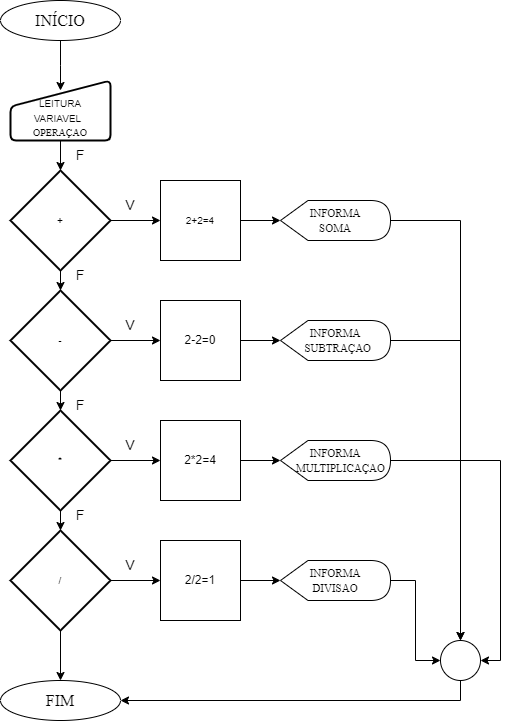 INÍCIO
LEITURA
VARIAVEL
OPERAÇAO
F
+
V
2+2=4
INFORMA
SOMA
F
-
V
2-2=0
INFORMA
SUBTRAÇAO
F
V
2*2=4
INFORMA
MULTIPLICAÇAO
F
/
V
2/2=1
INFORMA
DIVISAO
FIM